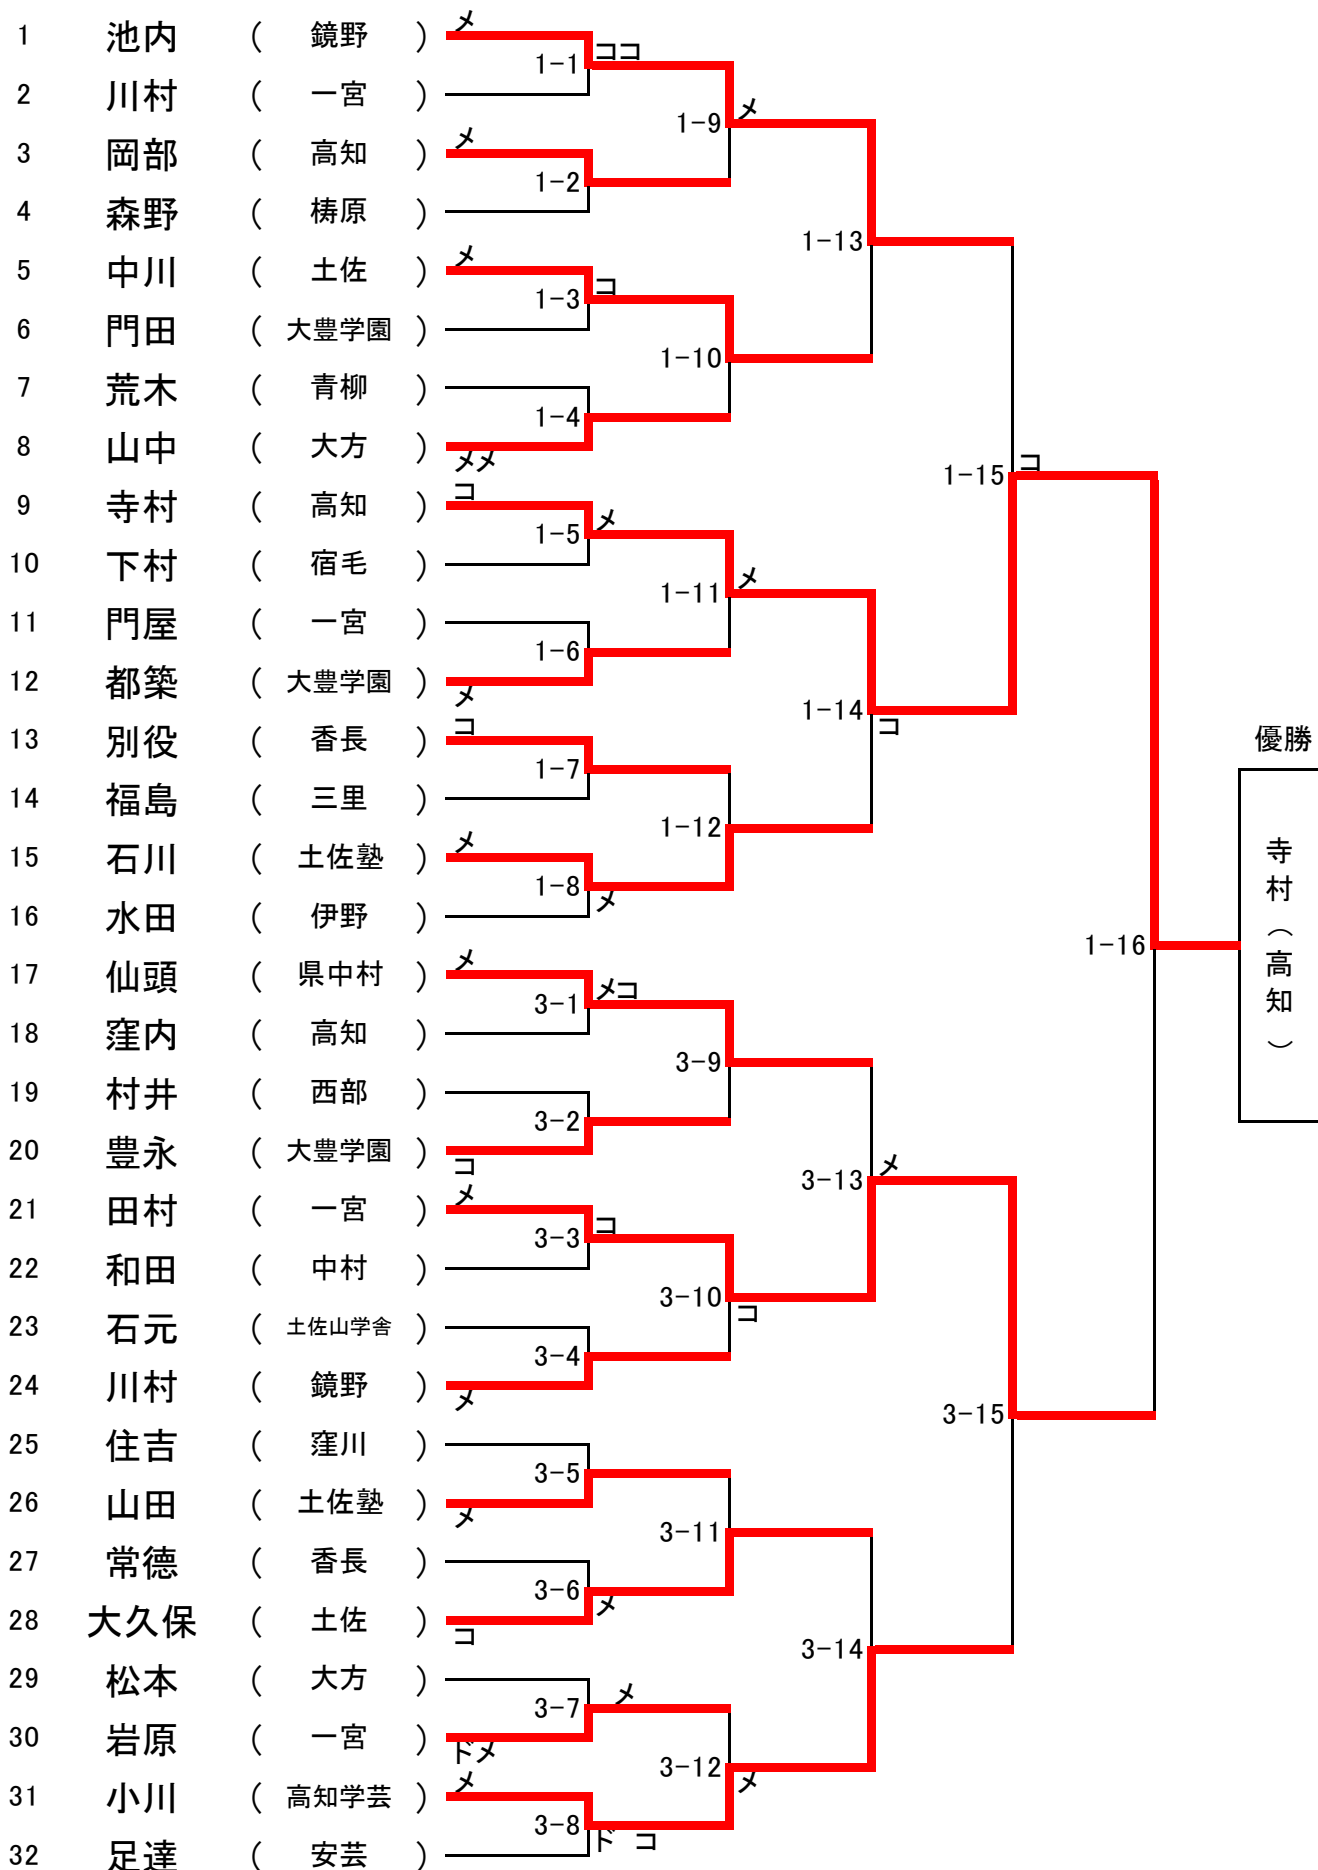 1 池内 ( 鏡野 ) メ
1-1 ココ
2 川村 ( 一宮 )
1-9 メ
3 岡部 ( 高知 ) メ
1-2
4 森野 ( 梼原 )
1-13
5 中川 ( 土佐 ) メ
1-3 コ
6 門田 ( 大豊学園 )
1-10
7 荒木 ( 青柳 )
1-4
8 山中 ( 大方 ) メメ
1-15 コ
9 寺村 ( 高知 ) コ
1-5 メ
10 下村 ( 宿毛 )
1-11 メ
11 門屋 ( 一宮 )
1-6
12 都築 ( 大豊学園 ) メ
1-14 コ
13 別役 ( 香長 ) コ
優勝
1-7
14 福島 ( 三里 )
1-12
15 石川 ( 土佐塾 ) メ
寺村(高知)
1-8 メ
16 水田 ( 伊野 )
1-16
17 仙頭 ( 県中村 ) メ
3-1 メコ
18 窪内 ( 高知 )
3-9
19 村井 ( 西部 )
3-2
20 豊永 ( 大豊学園 ) コ
3-13 メ
21 田村 ( 一宮 ) メ
3-3 コ
22 和田 ( 中村 )
3-10 コ
23 石元 ( 土佐山学舎 )
3-4
24 川村 ( 鏡野 ) メ
3-15
25 住吉 ( 窪川 )
3-5
26 山田 ( 土佐塾 ) メ
3-11
27 常德 ( 香長 )
3-6 メ
28 大久保 ( 土佐 ) コ
3-14
29 松本 ( 大方 )
3-7 メ
30 岩原 ( 一宮 ) ドメ
3-12 メ
31 小川 ( 高知学芸 ) メ
3-8 ド コ
32 足達 ( 安芸 )